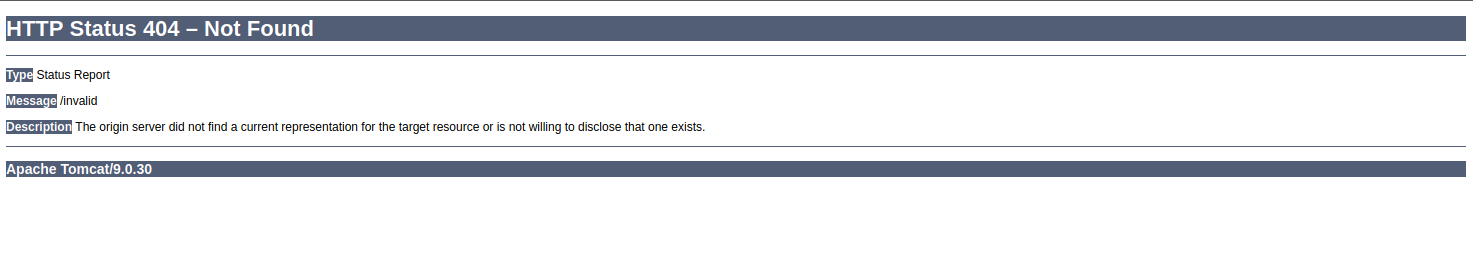 HTTP Status 404 – Not Found
Type Status Report
Message /invalid
Description The origin server did not find a current representation for the target resource or is not willing to disclose that one exists.
Apache Tomcat/9.0.30